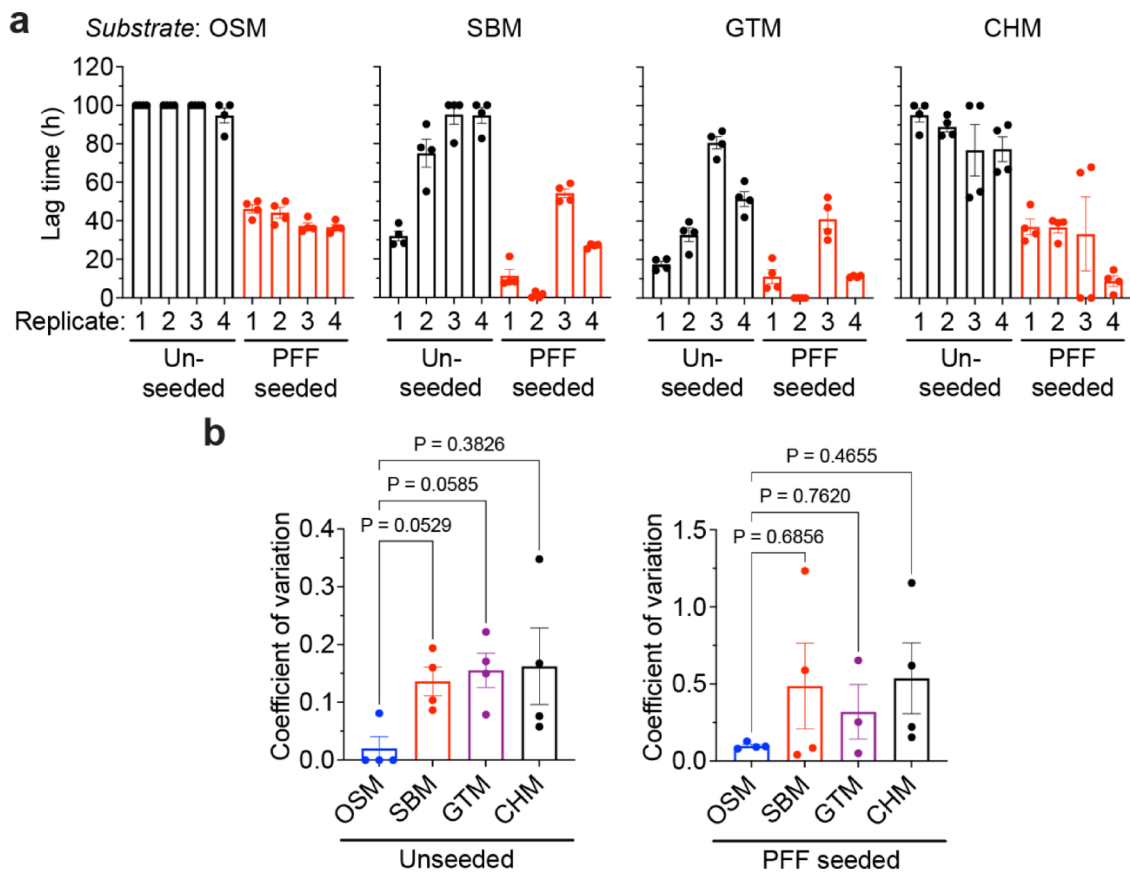 a
Substrate: OSM SBM GTM CHM
Lag time (h)
120
100
80
60
40
20
0
Replicate: 1 2 3 4 1 2 3 4 1 2 3 4 1 2 3 4 1 2 3 4 1 2 3 4 1 2 3 4 1 2 3 4
Un- PFF Un- PFF Un- PFF Un- PFF
seeded seeded seeded seeded seeded seeded seeded seeded
b
P = 0.3826
P = 0.0585
P = 0.0529
Coefficient of variation
0.4
0.3
0.2
0.1
0.0
OSM SBM GTM CHM
Unseeded
P = 0.4655
P = 0.7620
P = 0.6856
Coefficient of variation
1.5
1.0
0.5
0.0
OSM SBM GTM CHM
PFF seeded